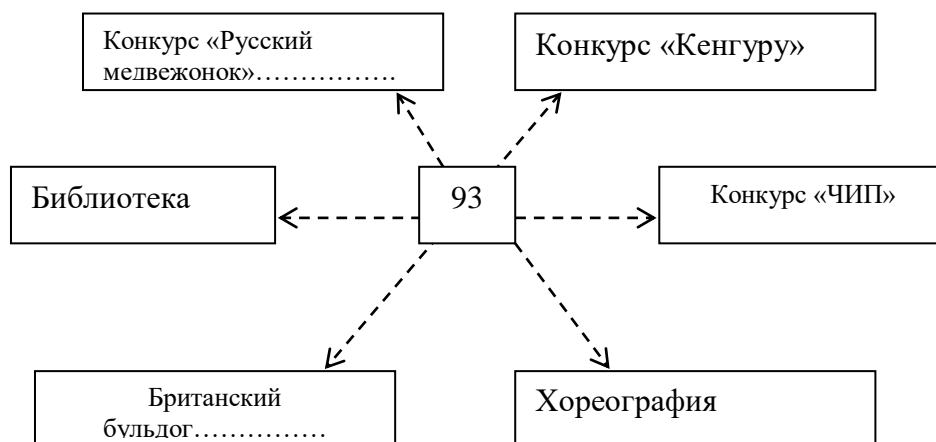 Конкурс «Русский
медвежонок»…………….
Конкурс «Кенгуру»
Библиотека
93
Конкурс «ЧИП»
Британский
бульдог……………
Хореография